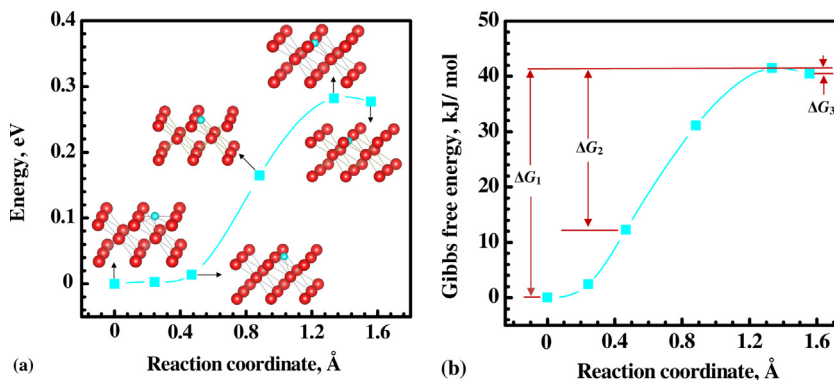 0.4
0.3
0.2
0.1
0
Energy, eV
0
0.4
0.8
1.2
1.6
Reaction coordinate, Å
(a)
50
40
30
20
10
0
Gibbs free energy, kJ/ mol
ΔG1
ΔG2
ΔG3
0
0.4
0.8
1.2
1.6
Reaction coordinate, Å
(b)